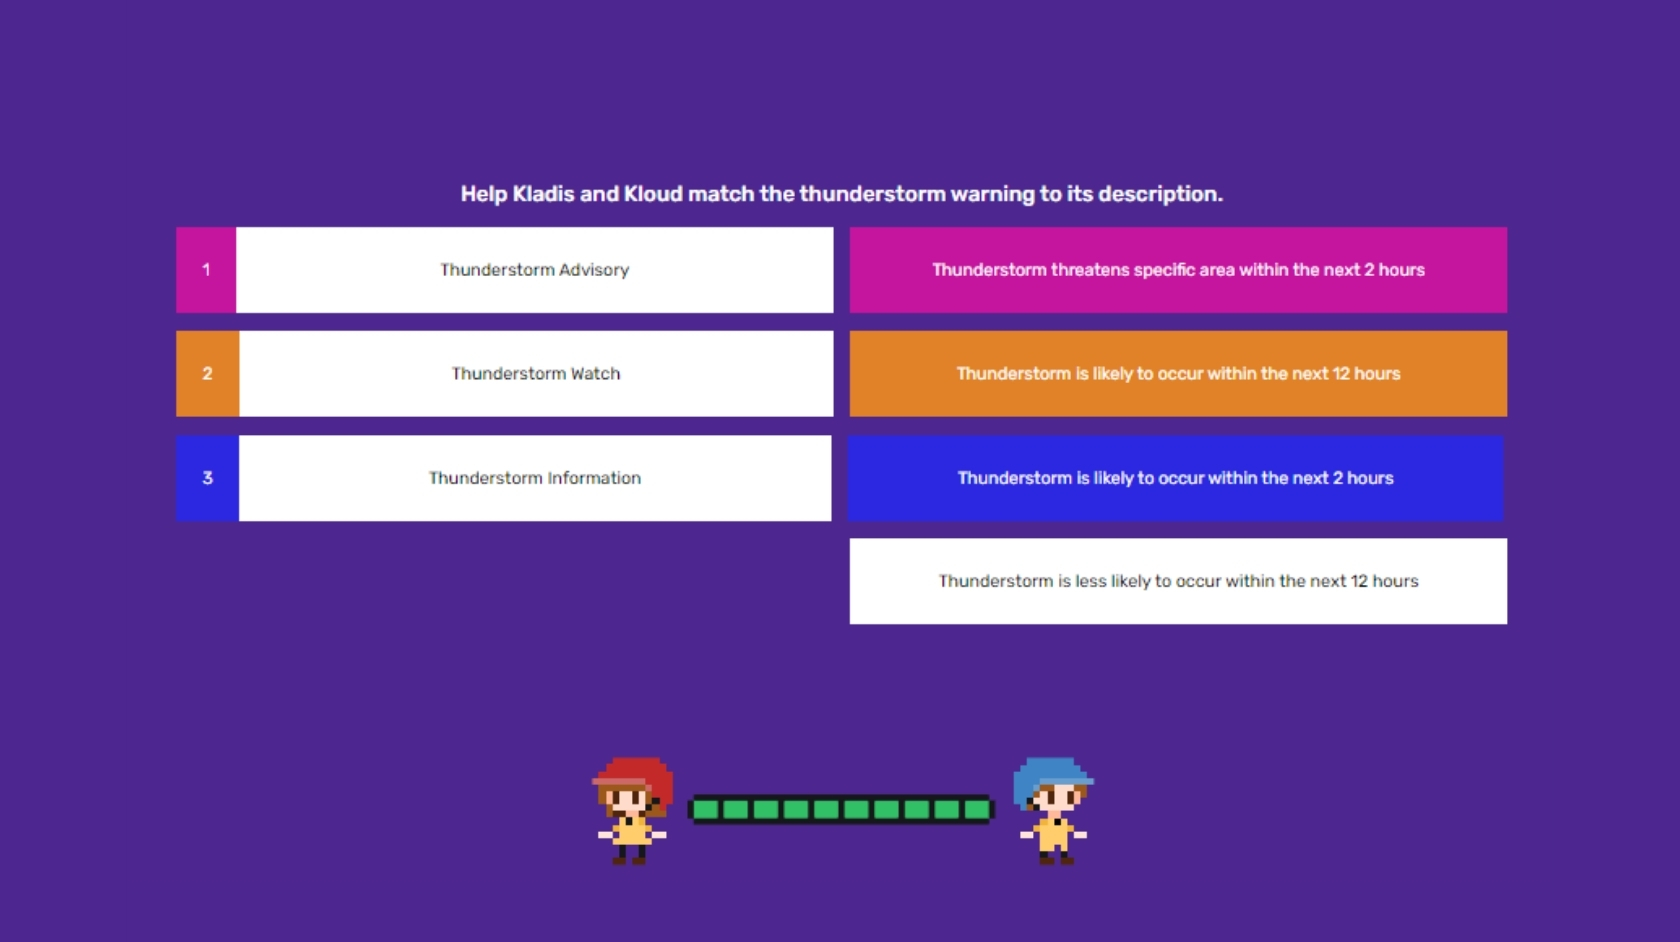 Help Kladis and Kloud match the thunderstorm warning to its description.
1
Thunderstorm Advisory
Thunderstorm threatens specific area within the next 2 hours
2
Thunderstorm Watch
Thunderstorm is likely to occur within the next 12 hours
3
Thunderstorm Information
Thunderstorm is likely to occur within the next 2 hours
Thunderstorm is less likely to occur within the next 12 hours